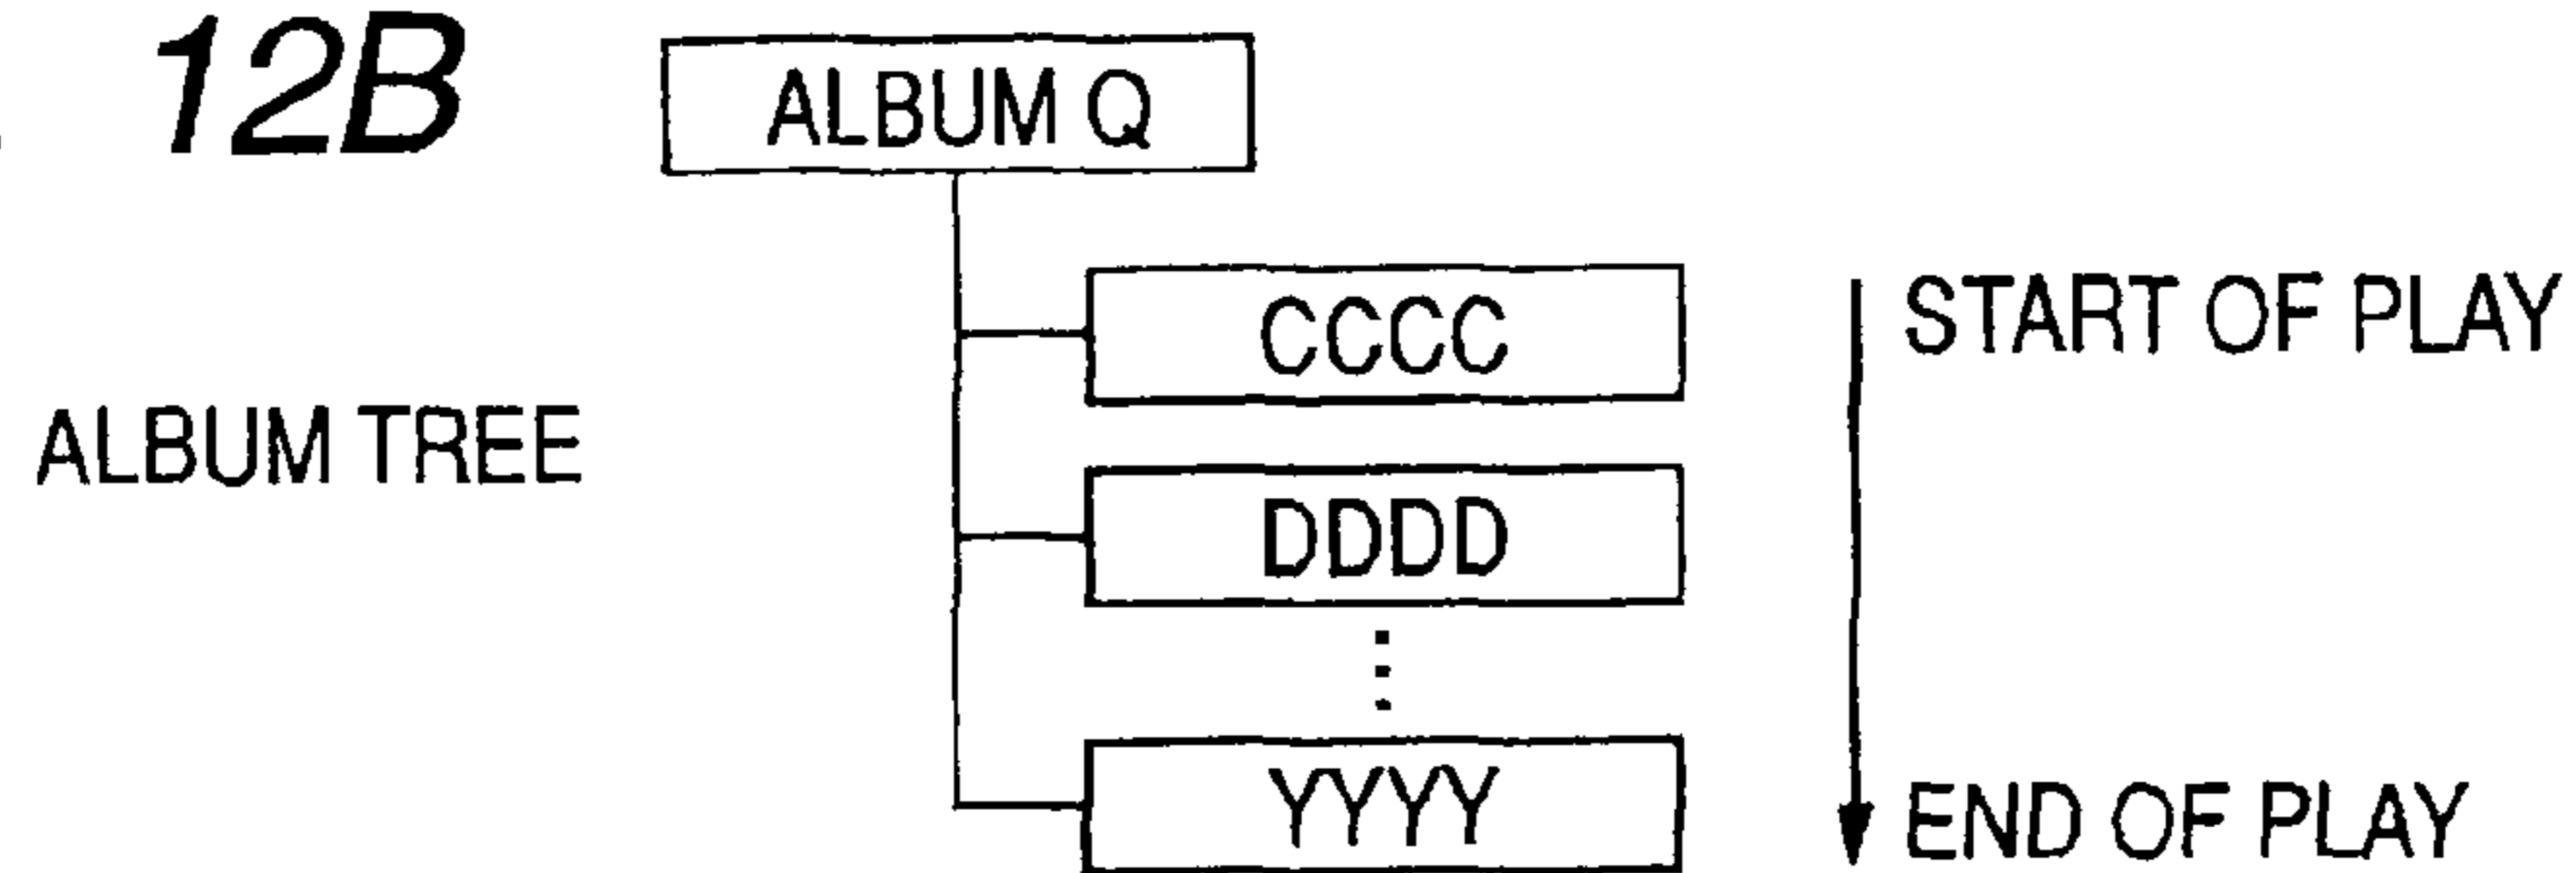 12B
ALBUM Q
CCCC
START OF PLAY
ALBUM TREE
DDDD
YYYY
END OF PLAY